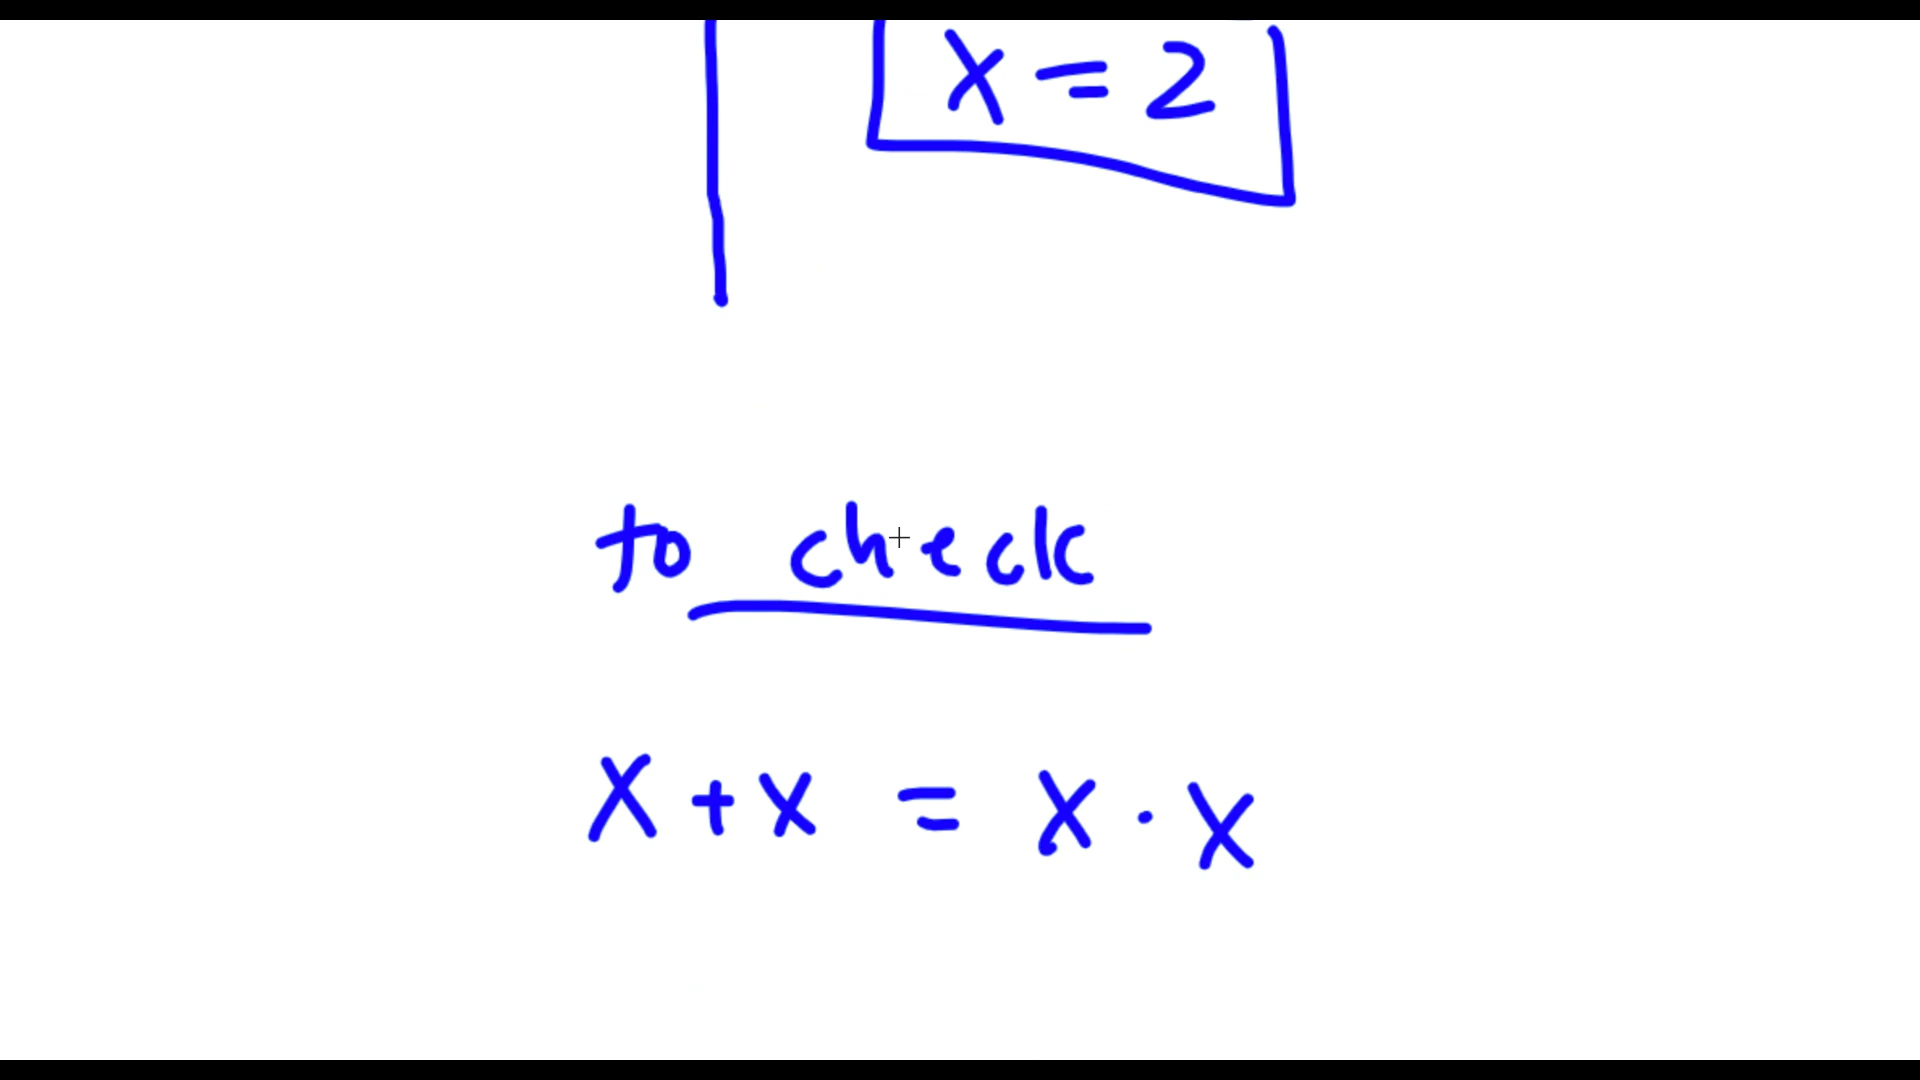 X = 2
to check
X + X = X · X